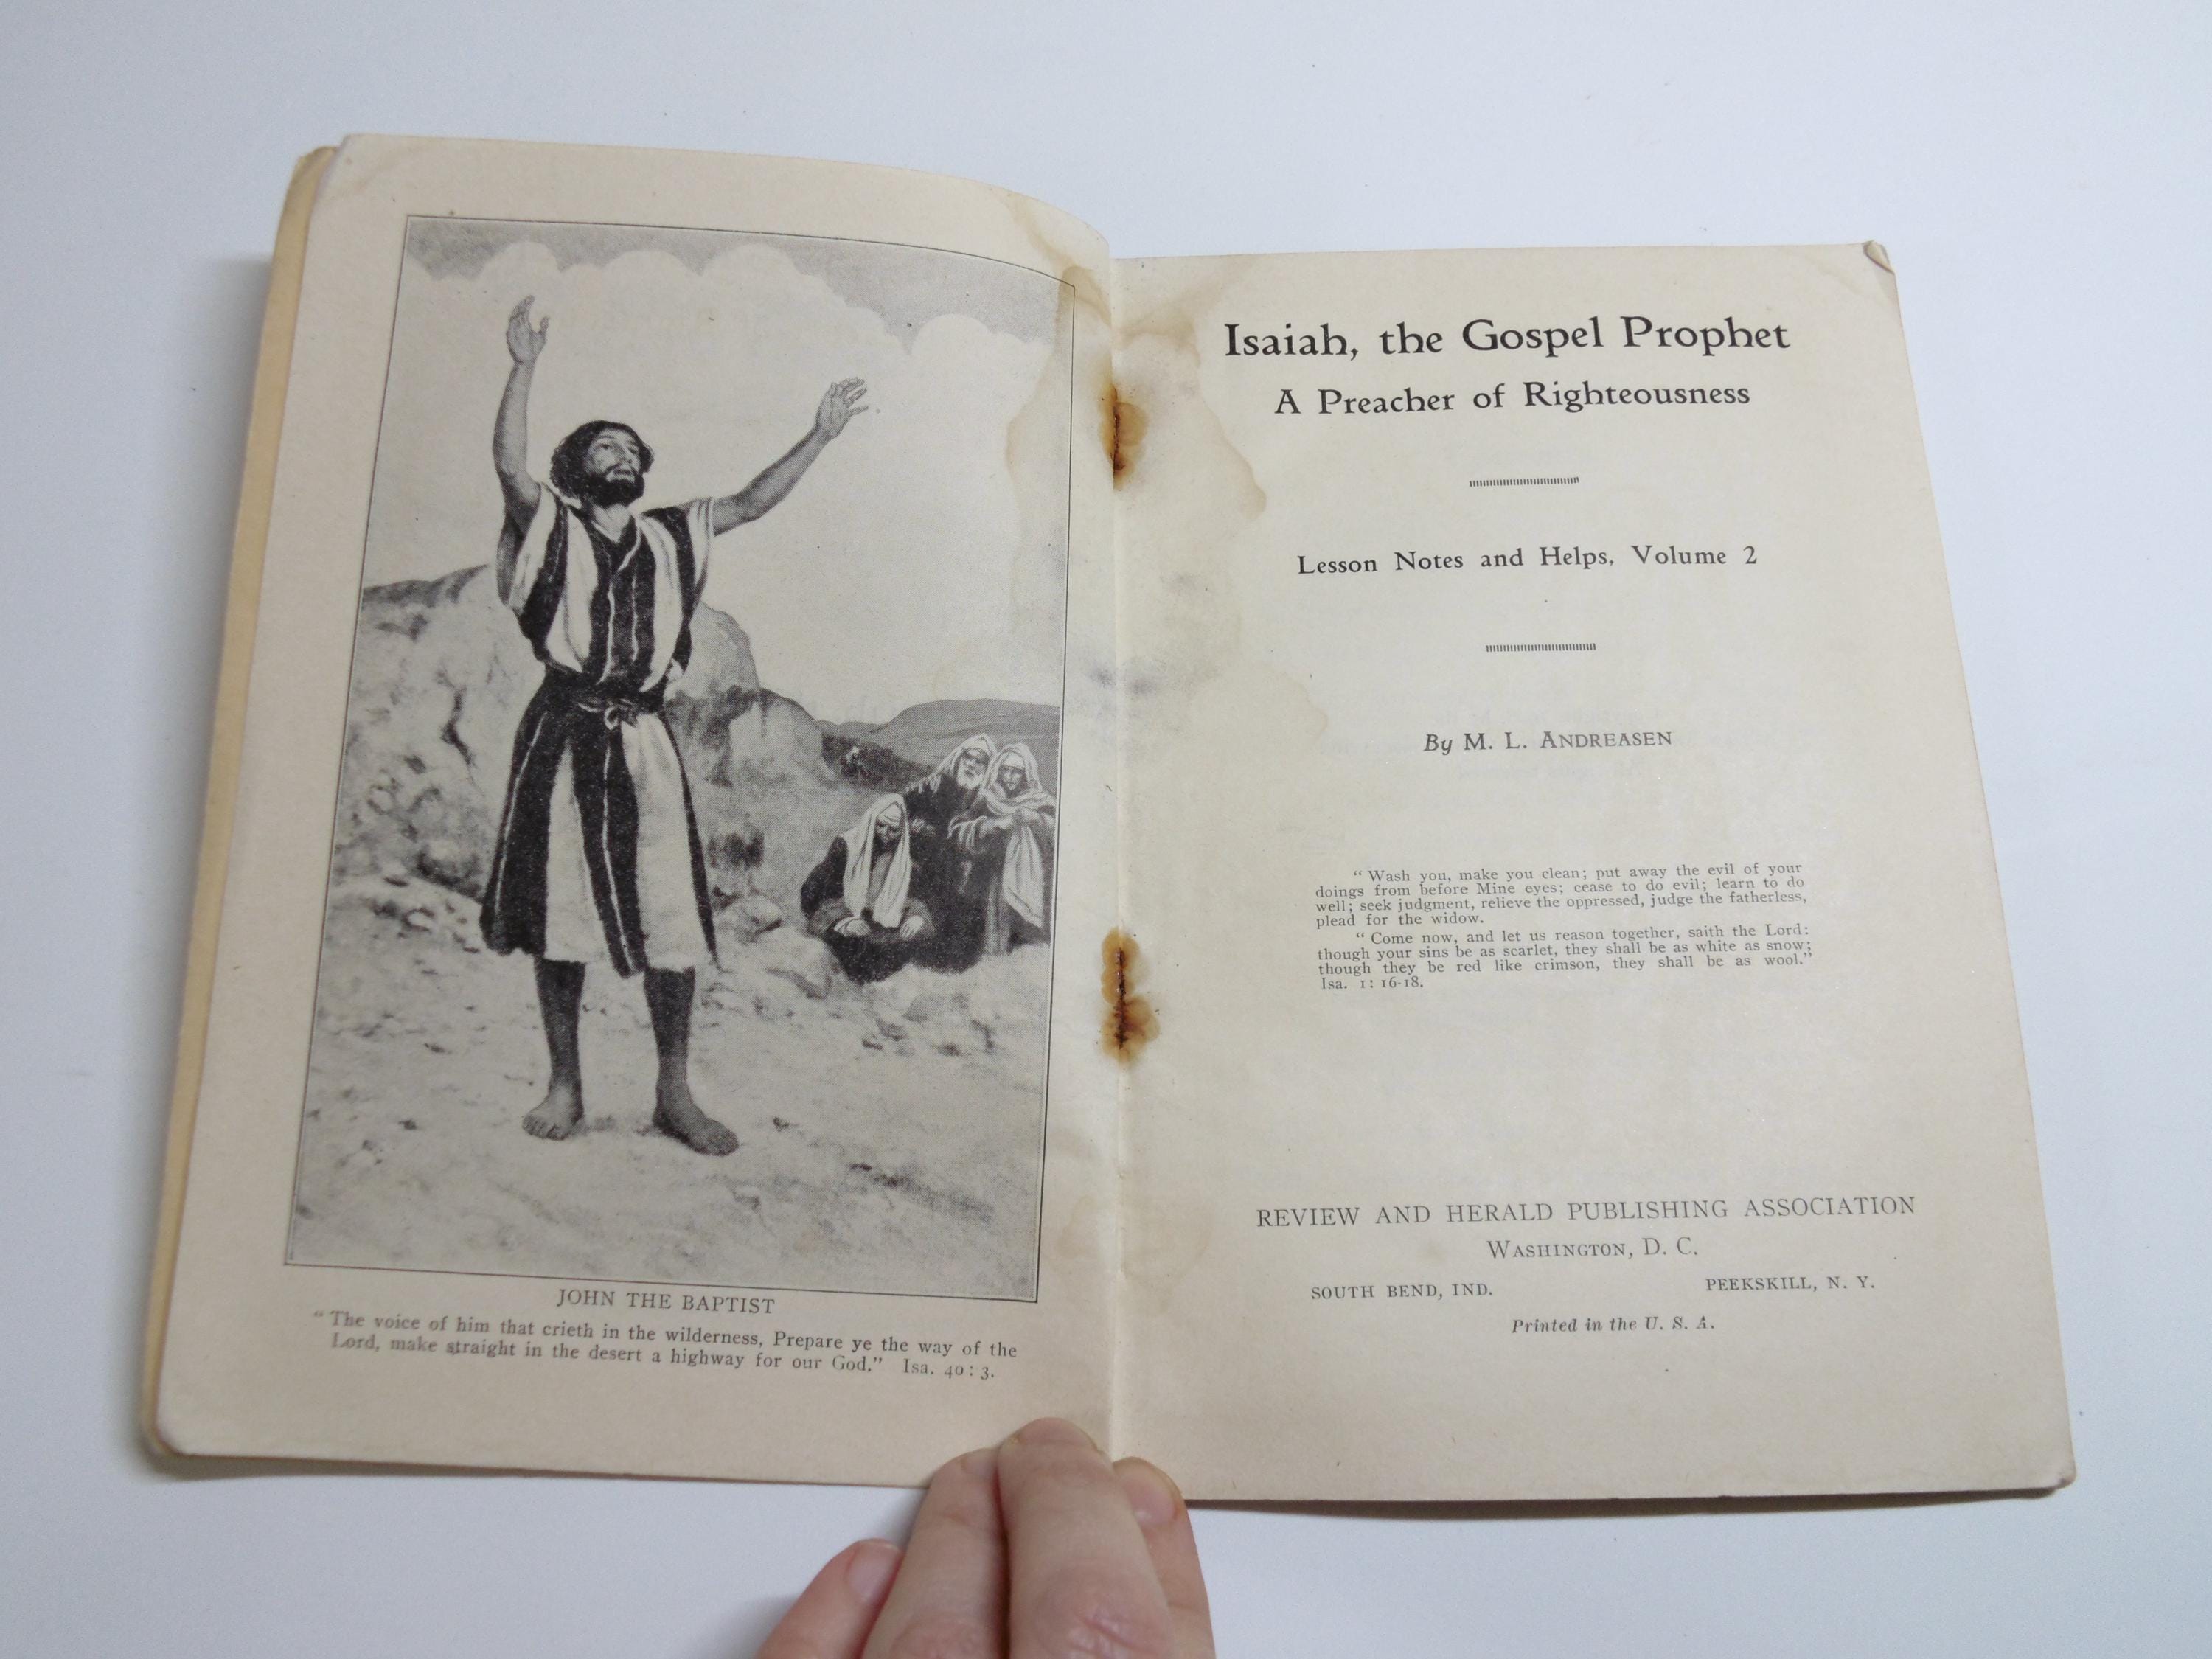 JOHN THE BAPTIST
“ The voice of him that crieth in the wilderness, Prepare ye the way of the
Lord, make straight in the desert a highway for our God.” Isa. 40 : 3.
Isaiah, the Gospel Prophet
A Preacher of Righteousness
Lesson Notes and Helps, Volume 2
By M. L. ANDREASEN
“ Wash you, make you clean; put away the evil of your
doings from before Mine eyes; cease to do evil; learn to do
well; seek judgment, relieve the oppressed, judge the fatherless,
plead for the widow.
“ Come now, and let us reason together, saith the Lord:
though your sins be as scarlet, they shall be as white as snow;
though they be red like crimson, they shall be as wool.”
Isa. 1: 16-18.
REVIEW AND HERALD PUBLISHING ASSOCIATION
WASHINGTON, D. C.
SOUTH BEND, IND. PEEKSKILL, N. Y.
Printed in the U. S. A.